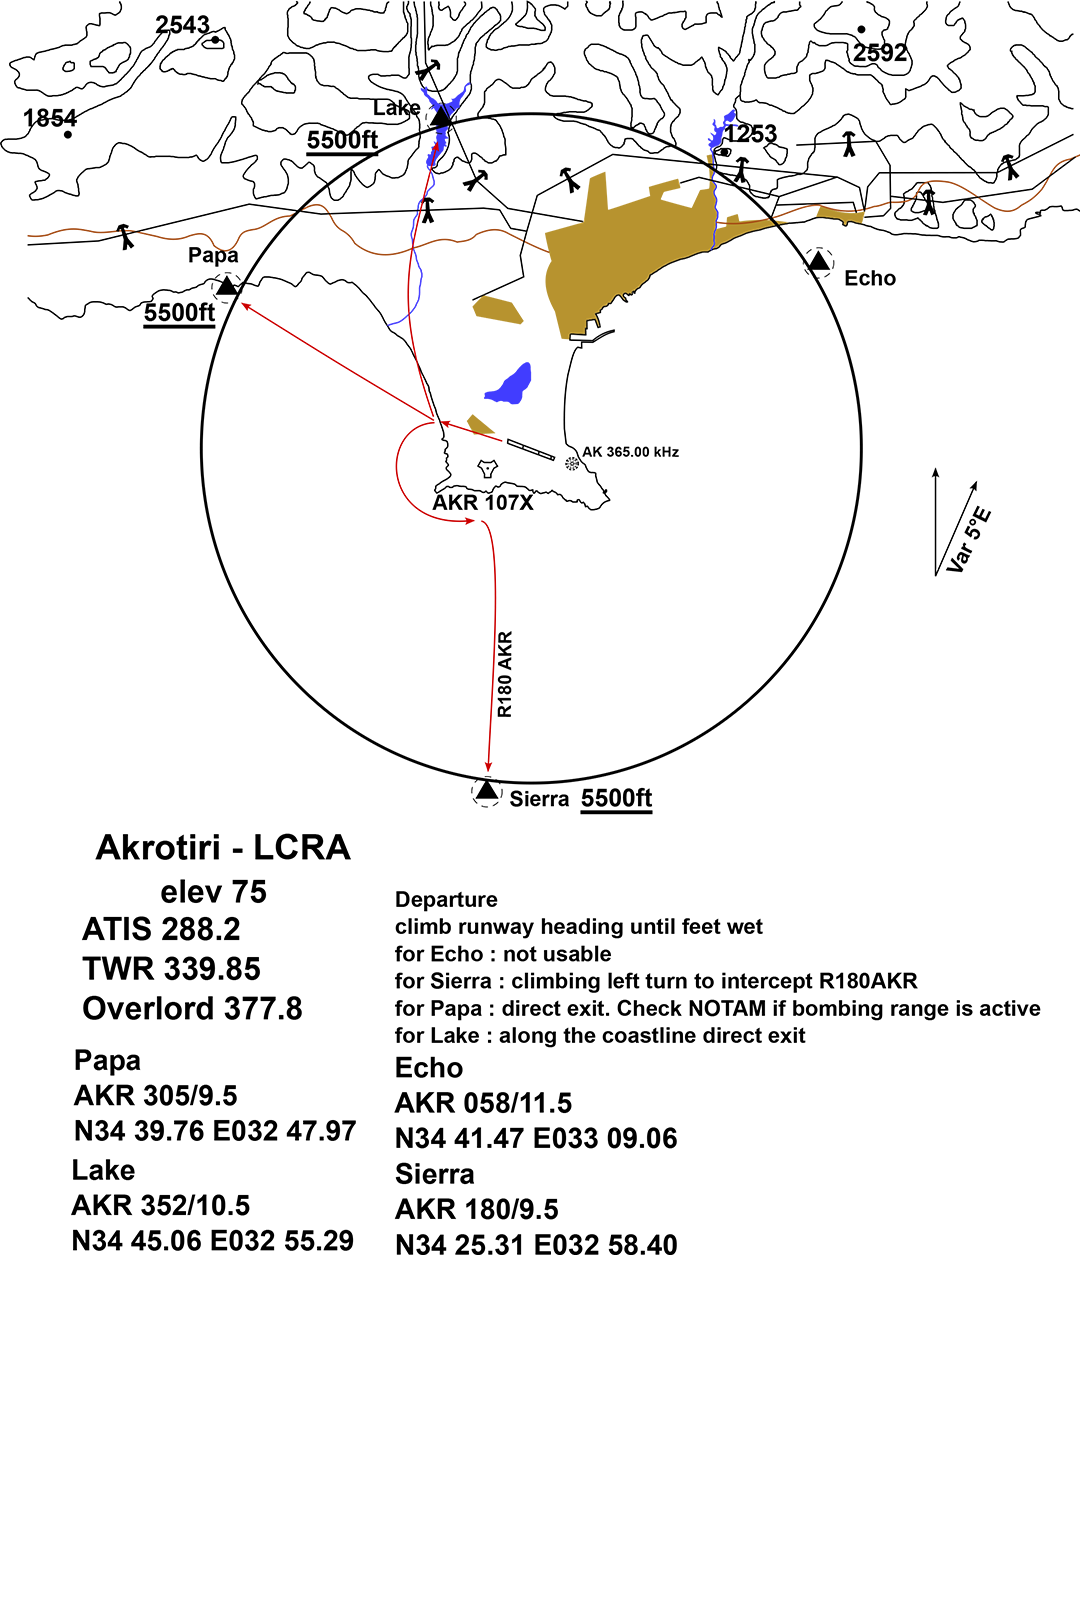 2543
2592
1854
Lake
5500ft
1253
Papa
5500ft
Echo
AK 365.00 kHz
AKR 107X
Var 5°E
R180 AKR
Sierra 5500ft
Akrotiri - LCRA
elev 75
ATIS 288.2
TWR 339.85
Overlord 377.8
Departure
climb runway heading until feet wet
for Echo : not usable
for Sierra : climbing left turn to intercept R180AKR
for Papa : direct exit. Check NOTAM if bombing range is active
for Lake : along the coastline direct exit
Papa
AKR 305/9.5
N34 39.76 E032 47.97
Lake
AKR 352/10.5
N34 45.06 E032 55.29
Echo
AKR 058/11.5
N34 41.47 E033 09.06
Sierra
AKR 180/9.5
N34 25.31 E032 58.40